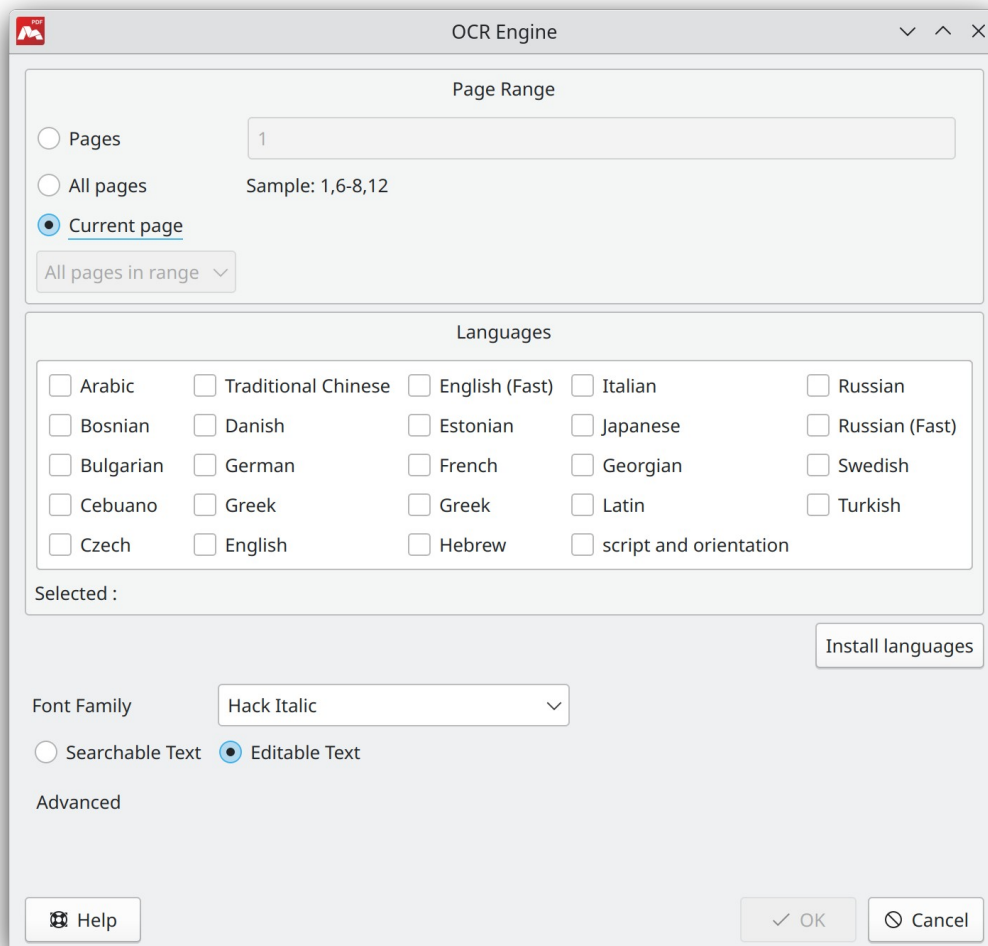 PDF
OCR Engine
Page Range
Pages 1
All pages Sample: 1,6-8,12
Current page
All pages in range
Languages
Arabic Traditional Chinese English (Fast) Italian Russian
Bosnian Danish Estonian Japanese Russian (Fast)
Bulgarian German French Georgian Swedish
Cebuano Greek Greek Latin Turkish
Czech English Hebrew script and orientation
Selected :
Install languages
Font Family Hack Italic
Searchable Text Editable Text
Advanced
Help OK Cancel